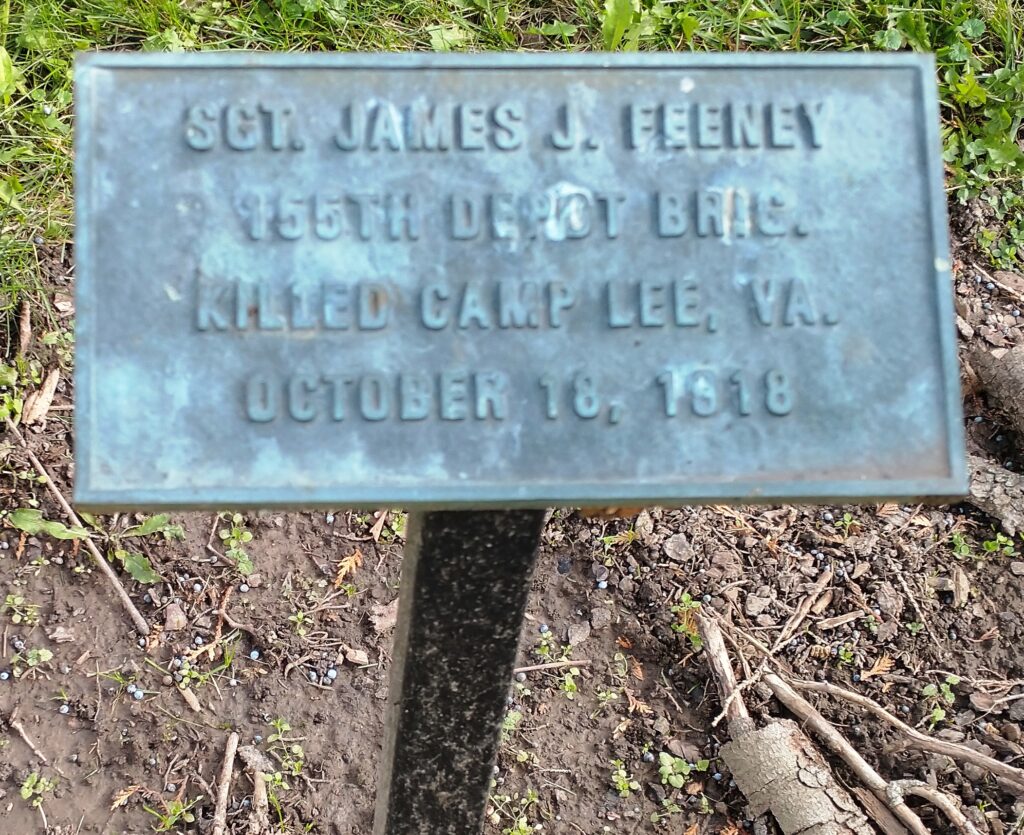 SGT. JAMES J. FEENEY
155TH DEPOT BRIG.
KILLED CAMP LEE, VA.
OCTOBER 18, 1918